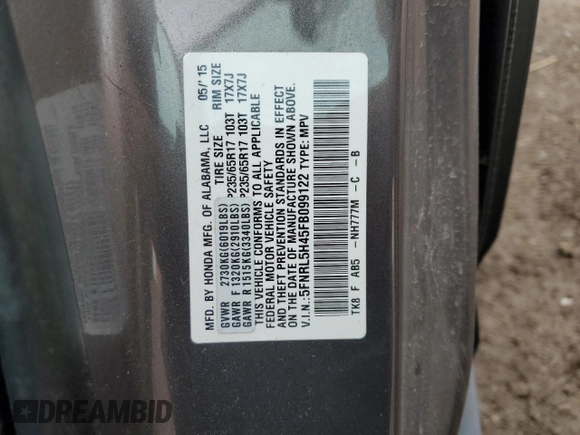 MFD. BY HONDA MFG. OF ALABAMA, LLC 05/'15
TIRE SIZE RIM SIZE
GVWR 2730KG(6019LBS)
GAWR F 1320KG(2910LBS) P235/65R17 103T 17X7J
GAWR R 1515KG(3340LBS) P235/65R17 103T 17X7J
THIS VEHICLE CONFORMS TO ALL APPLICABLE
FEDERAL MOTOR VEHICLE SAFETY
AND THEFT PREVENTION STANDARDS IN EFFECT
ON THE DATE OF MANUFACTURE SHOWN ABOVE.
V.I.N.:5FNRL5H45FB099122 TYPE: MPV
TK8 F AB5 -NH777M -C -B
DREAMBID